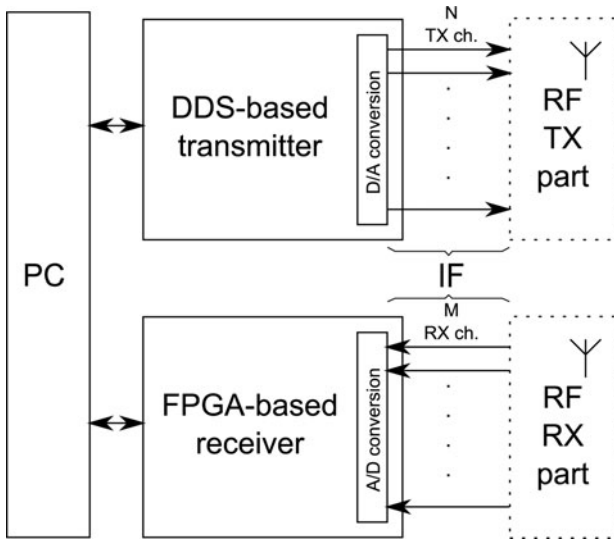 PC
DDS-based
transmitter
D/A conversion
N
TX ch.
RF
TX
part
IF
FPGA-based
receiver
A/D conversion
M
RX ch.
RF
RX
part